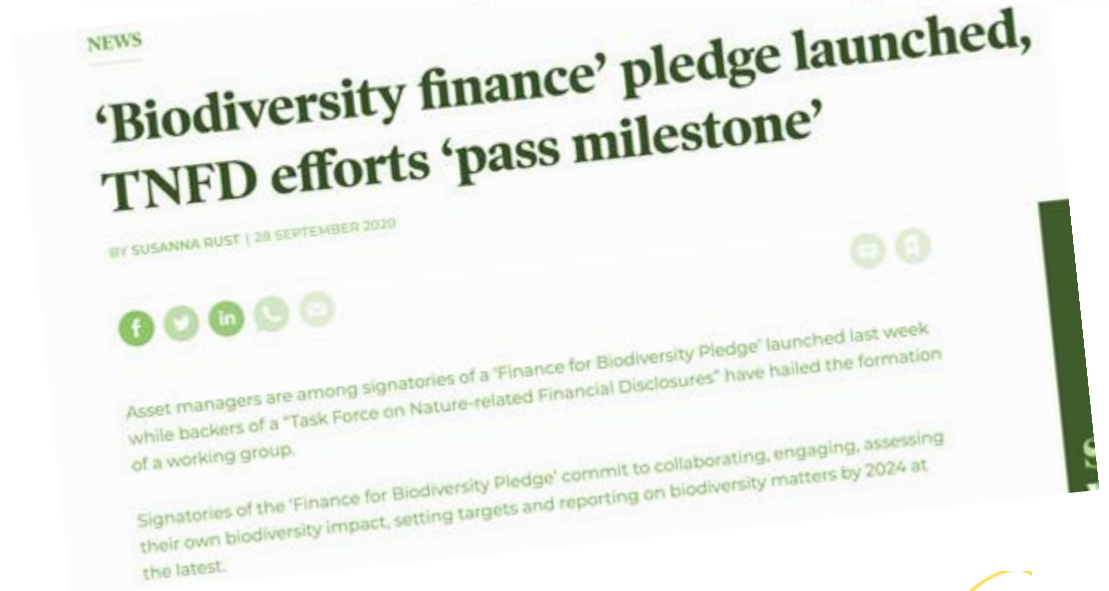 NEWS
‘Biodiversity finance’ pledge launched,
TNFD efforts ‘pass milestone’
BY SUSANNA RUST | 28 SEPTEMBER 2020
f in
Asset managers are among signatories of a ‘Finance for Biodiversity Pledge’ launched last week
while backers of a “Task Force on Nature-related Financial Disclosures” have hailed the formation
of a working group.
Signatories of the ‘Finance for Biodiversity Pledge’ commit to collaborating, engaging, assessing
their own biodiversity impact, setting targets and reporting on biodiversity matters by 2024 at
the latest.